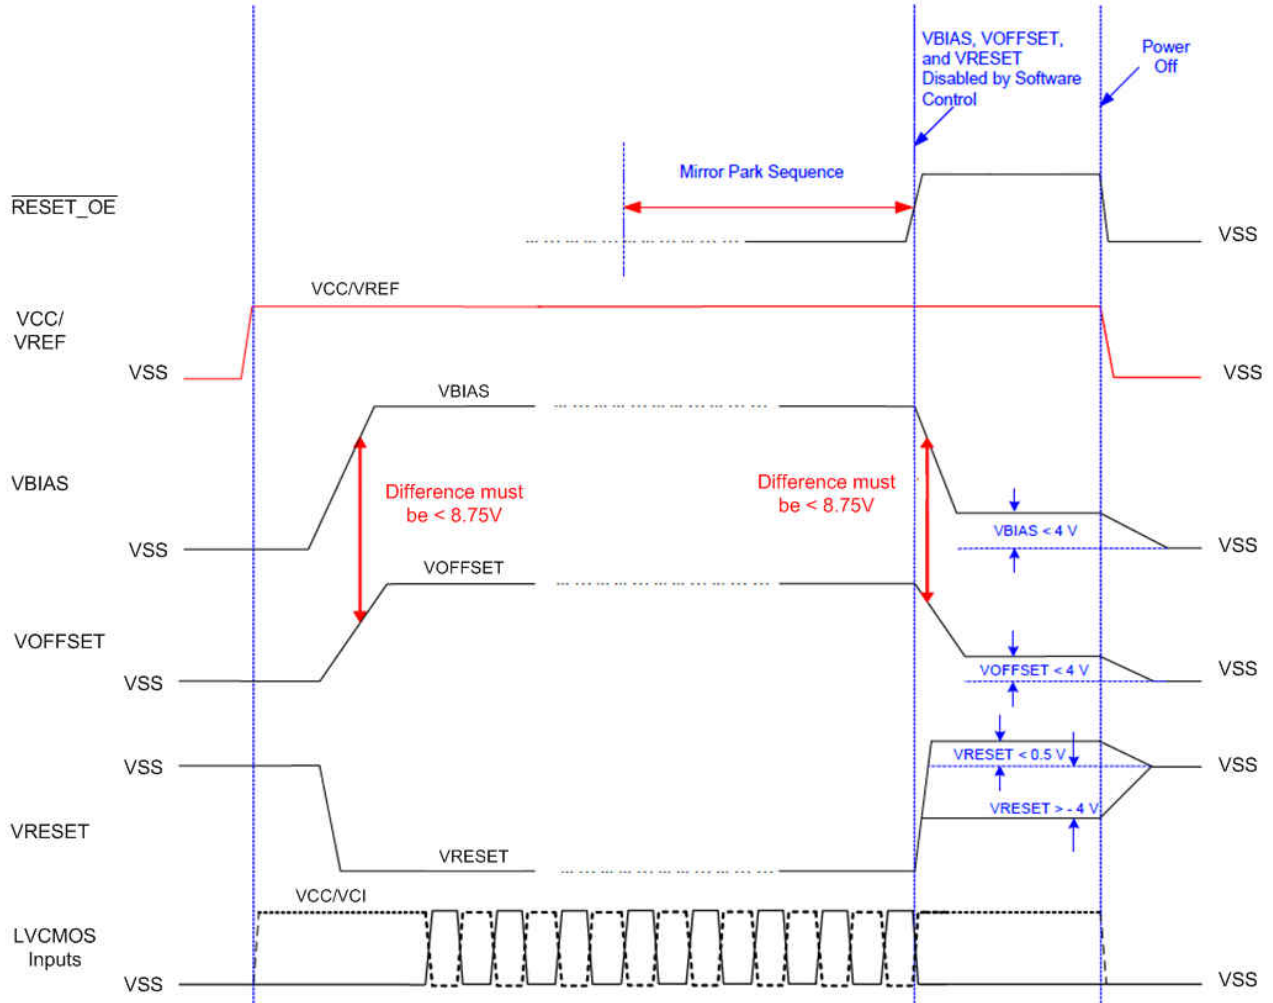 VBIAS, VOFFSET,
and VRESET
Disabled by Software
Control
Power
Off
Mirror Park Sequence
RESET_OE
VSS
VCC/VREF
VCC/
VREF
VSS
VSS
VBIAS
VBIAS
Difference must
be < 8.75V
Difference must
be < 8.75V
VBIAS < 4 V
VSS
VSS
VOFFSET
VOFFSET
VOFFSET < 4 V
VSS
VSS
VRESET < 0.5 V
VSS
VSS
VRESET > - 4 V
VRESET
VRESET
VCC/VCI
LVCMOS
Inputs
VSS
VSS